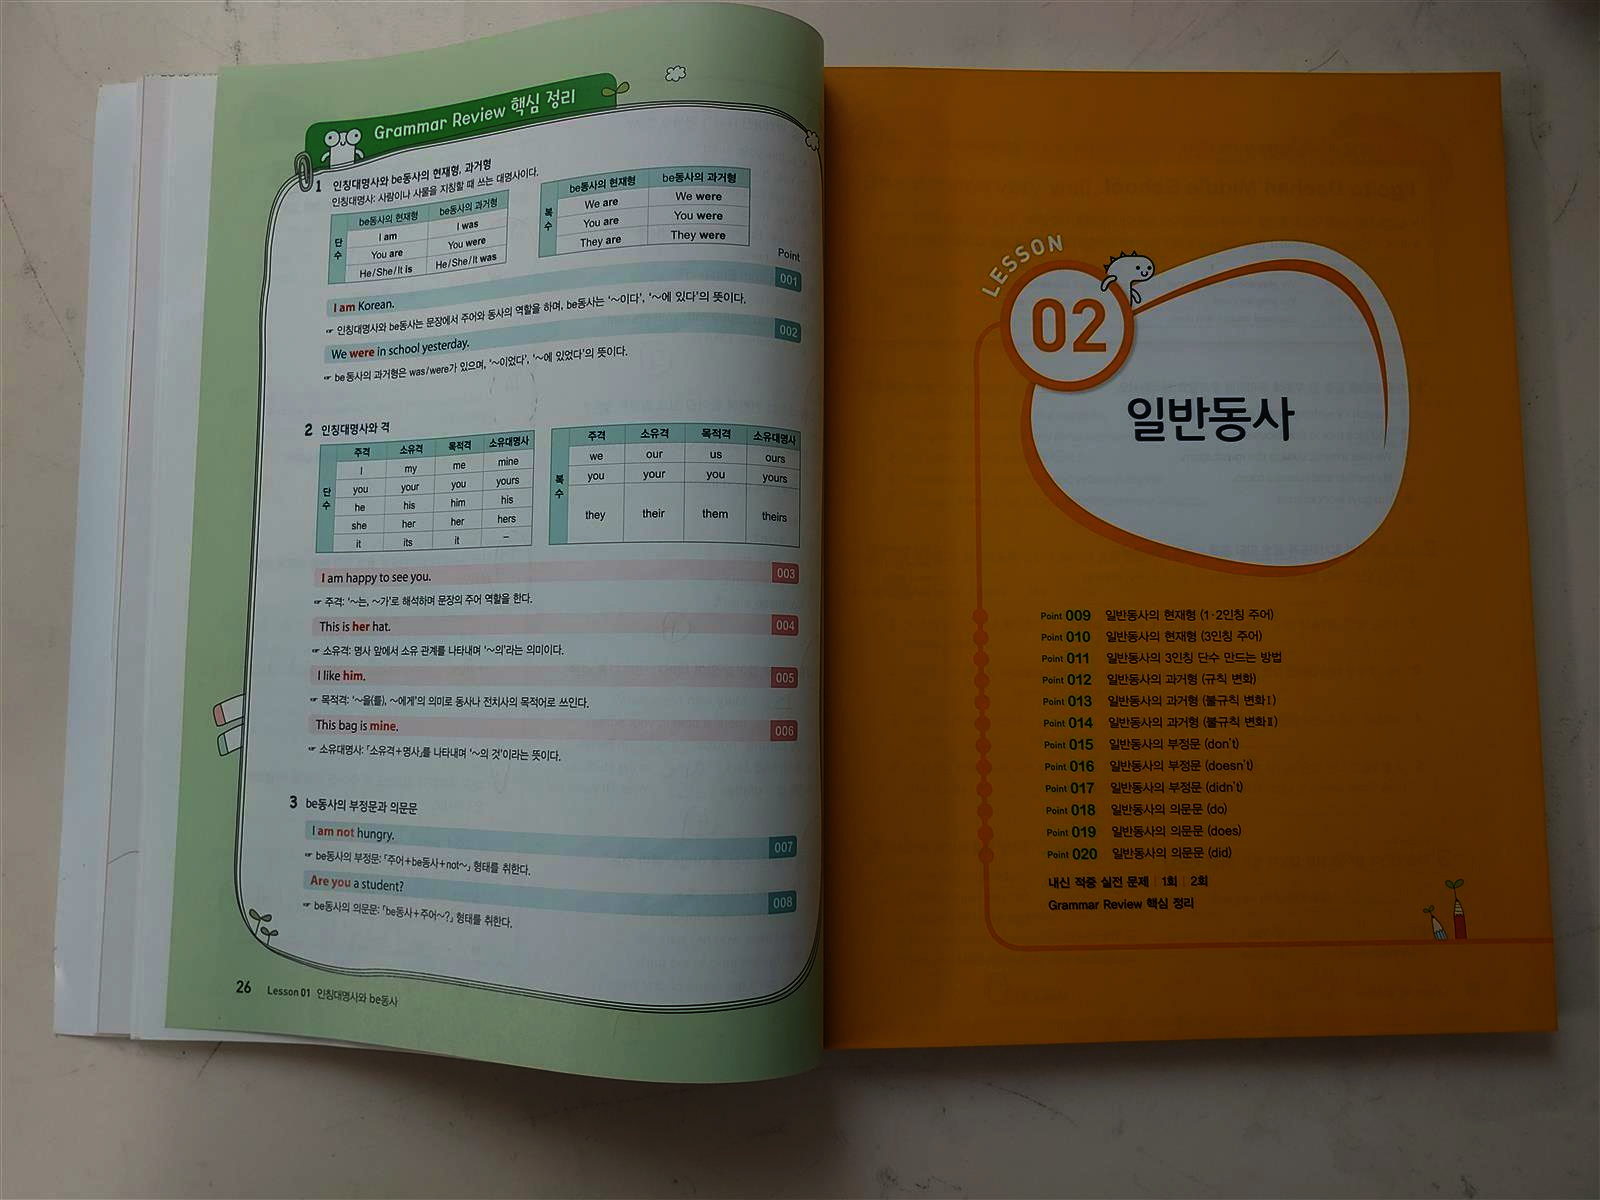 Grammar Review 핵심 정리
1 인칭대명사와 be동사의 현재형, 과거형
인칭대명사: 사람이나 사물을 지칭할 때 쓰는 대명사이다.
단수
be동사의 현재형 be동사의 과거형
I am I was
You are You were
He/She/It is He/She/It was
복수
be동사의 현재형 be동사의 과거형
We are We were
You are You were
They are They were
Point
I am Korean. 001
☞ 인칭대명사와 be동사는 문장에서 주어와 동사의 역할을 하며, be동사는 '~이다', '~에 있다'의 뜻이다.
We were in school yesterday. 002
☞ be동사의 과거형은 was/were가 있으며, '~이었다', '~에 있었다'의 뜻이다.
2 인칭대명사와 격
단수
주격 소유격 목적격 소유대명사
I my me mine
you your you yours
he his him his
she her her hers
it its it –
복수
주격 소유격 목적격 소유대명사
we our us ours
you your you yours
they their them theirs
I am happy to see you. 003
☞ 주격: '~는, ~가'로 해석하며 문장의 주어 역할을 한다.
This is her hat. 004
☞ 소유격: 명사 앞에서 소유 관계를 나타내며 '~의'라는 의미이다.
I like him. 005
☞ 목적격: '~을(를), ~에게'의 의미로 동사나 전치사의 목적어로 쓰인다.
This bag is mine. 006
☞ 소유대명사: 「소유격+명사」를 나타내며 '~의 것'이라는 뜻이다.
3 be동사의 부정문과 의문문
I am not hungry. 007
☞ be동사의 부정문: 「주어+be동사+not~」 형태를 취한다.
Are you a student? 008
☞ be동사의 의문문: 「be동사+주어~?」 형태를 취한다.
26 Lesson 01 인칭대명사와 be동사
LESSON
02
일반동사
Point 009 일반동사의 현재형 (1·2인칭 주어)
Point 010 일반동사의 현재형 (3인칭 주어)
Point 011 일반동사의 3인칭 단수 만드는 방법
Point 012 일반동사의 과거형 (규칙 변화)
Point 013 일반동사의 과거형 (불규칙 변화Ⅰ)
Point 014 일반동사의 과거형 (불규칙 변화Ⅱ)
Point 015 일반동사의 부정문 (don't)
Point 016 일반동사의 부정문 (doesn't)
Point 017 일반동사의 부정문 (didn't)
Point 018 일반동사의 의문문 (do)
Point 019 일반동사의 의문문 (does)
Point 020 일반동사의 의문문 (did)
내신 적중 실전 문제 | 1회 | 2회
Grammar Review 핵심 정리